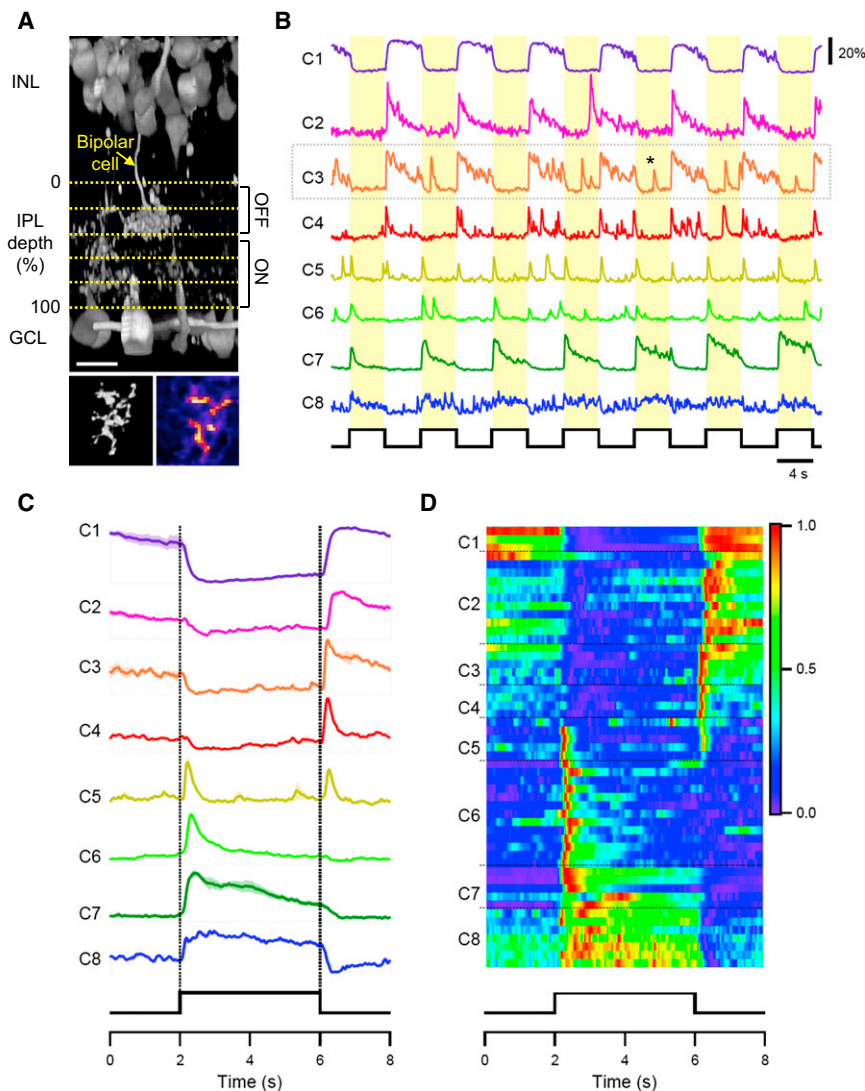 A
INL
Bipolar
cell
0
OFF
IPL
depth
(%)
ON
100
GCL
B
C1
20%
C2
C3
*
C4
C5
C6
C7
C8
4 s
C
C1
C2
C3
C4
C5
C6
C7
C8
0 2 4 6 8
Time (s)
D
C1
C2
C3
C4
C5
C6
C7
C8
1.0
0.5
0.0
0 2 4 6 8
Time (s)